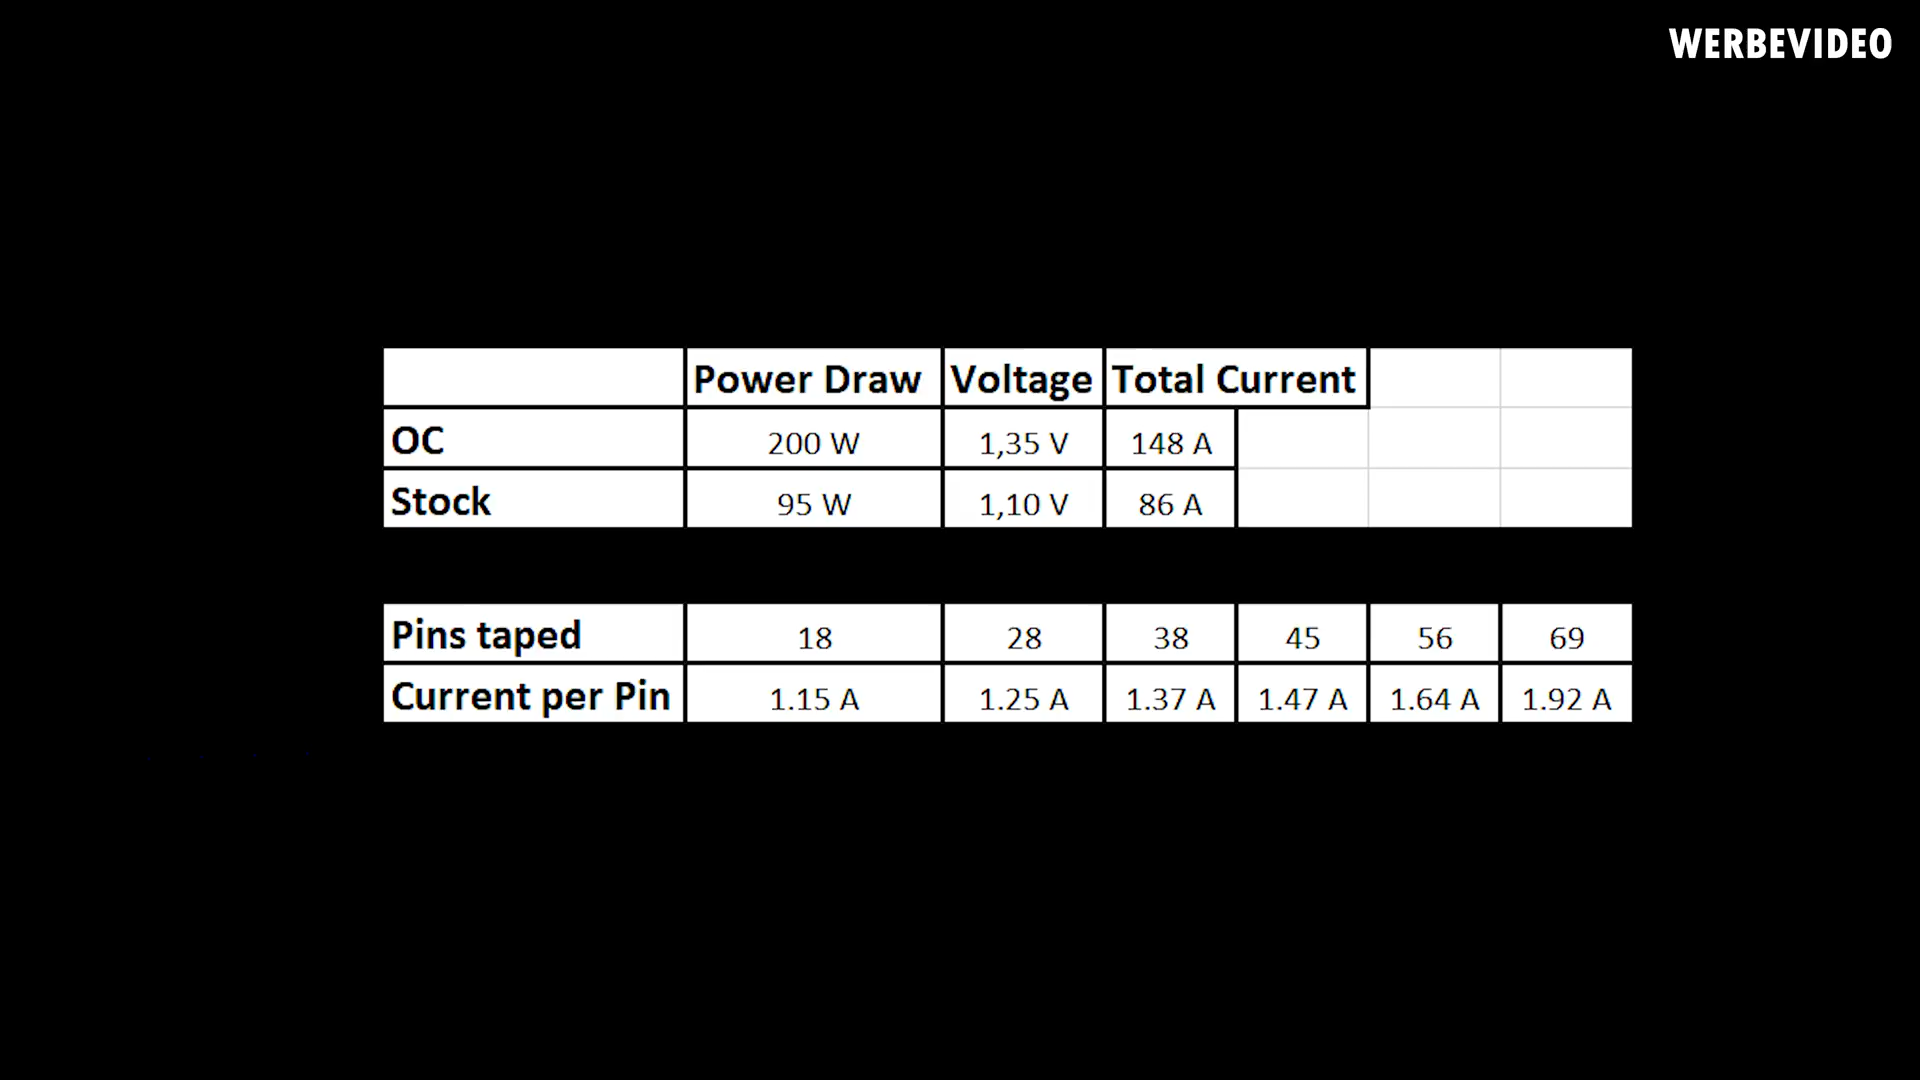 WERBEVIDEO
Power Draw Voltage Total Current
OC 200 W 1,35 V 148 A
Stock 95 W 1,10 V 86 A
Pins taped 18 28 38 45 56 69
Current per Pin 1.15 A 1.25 A 1.37 A 1.47 A 1.64 A 1.92 A